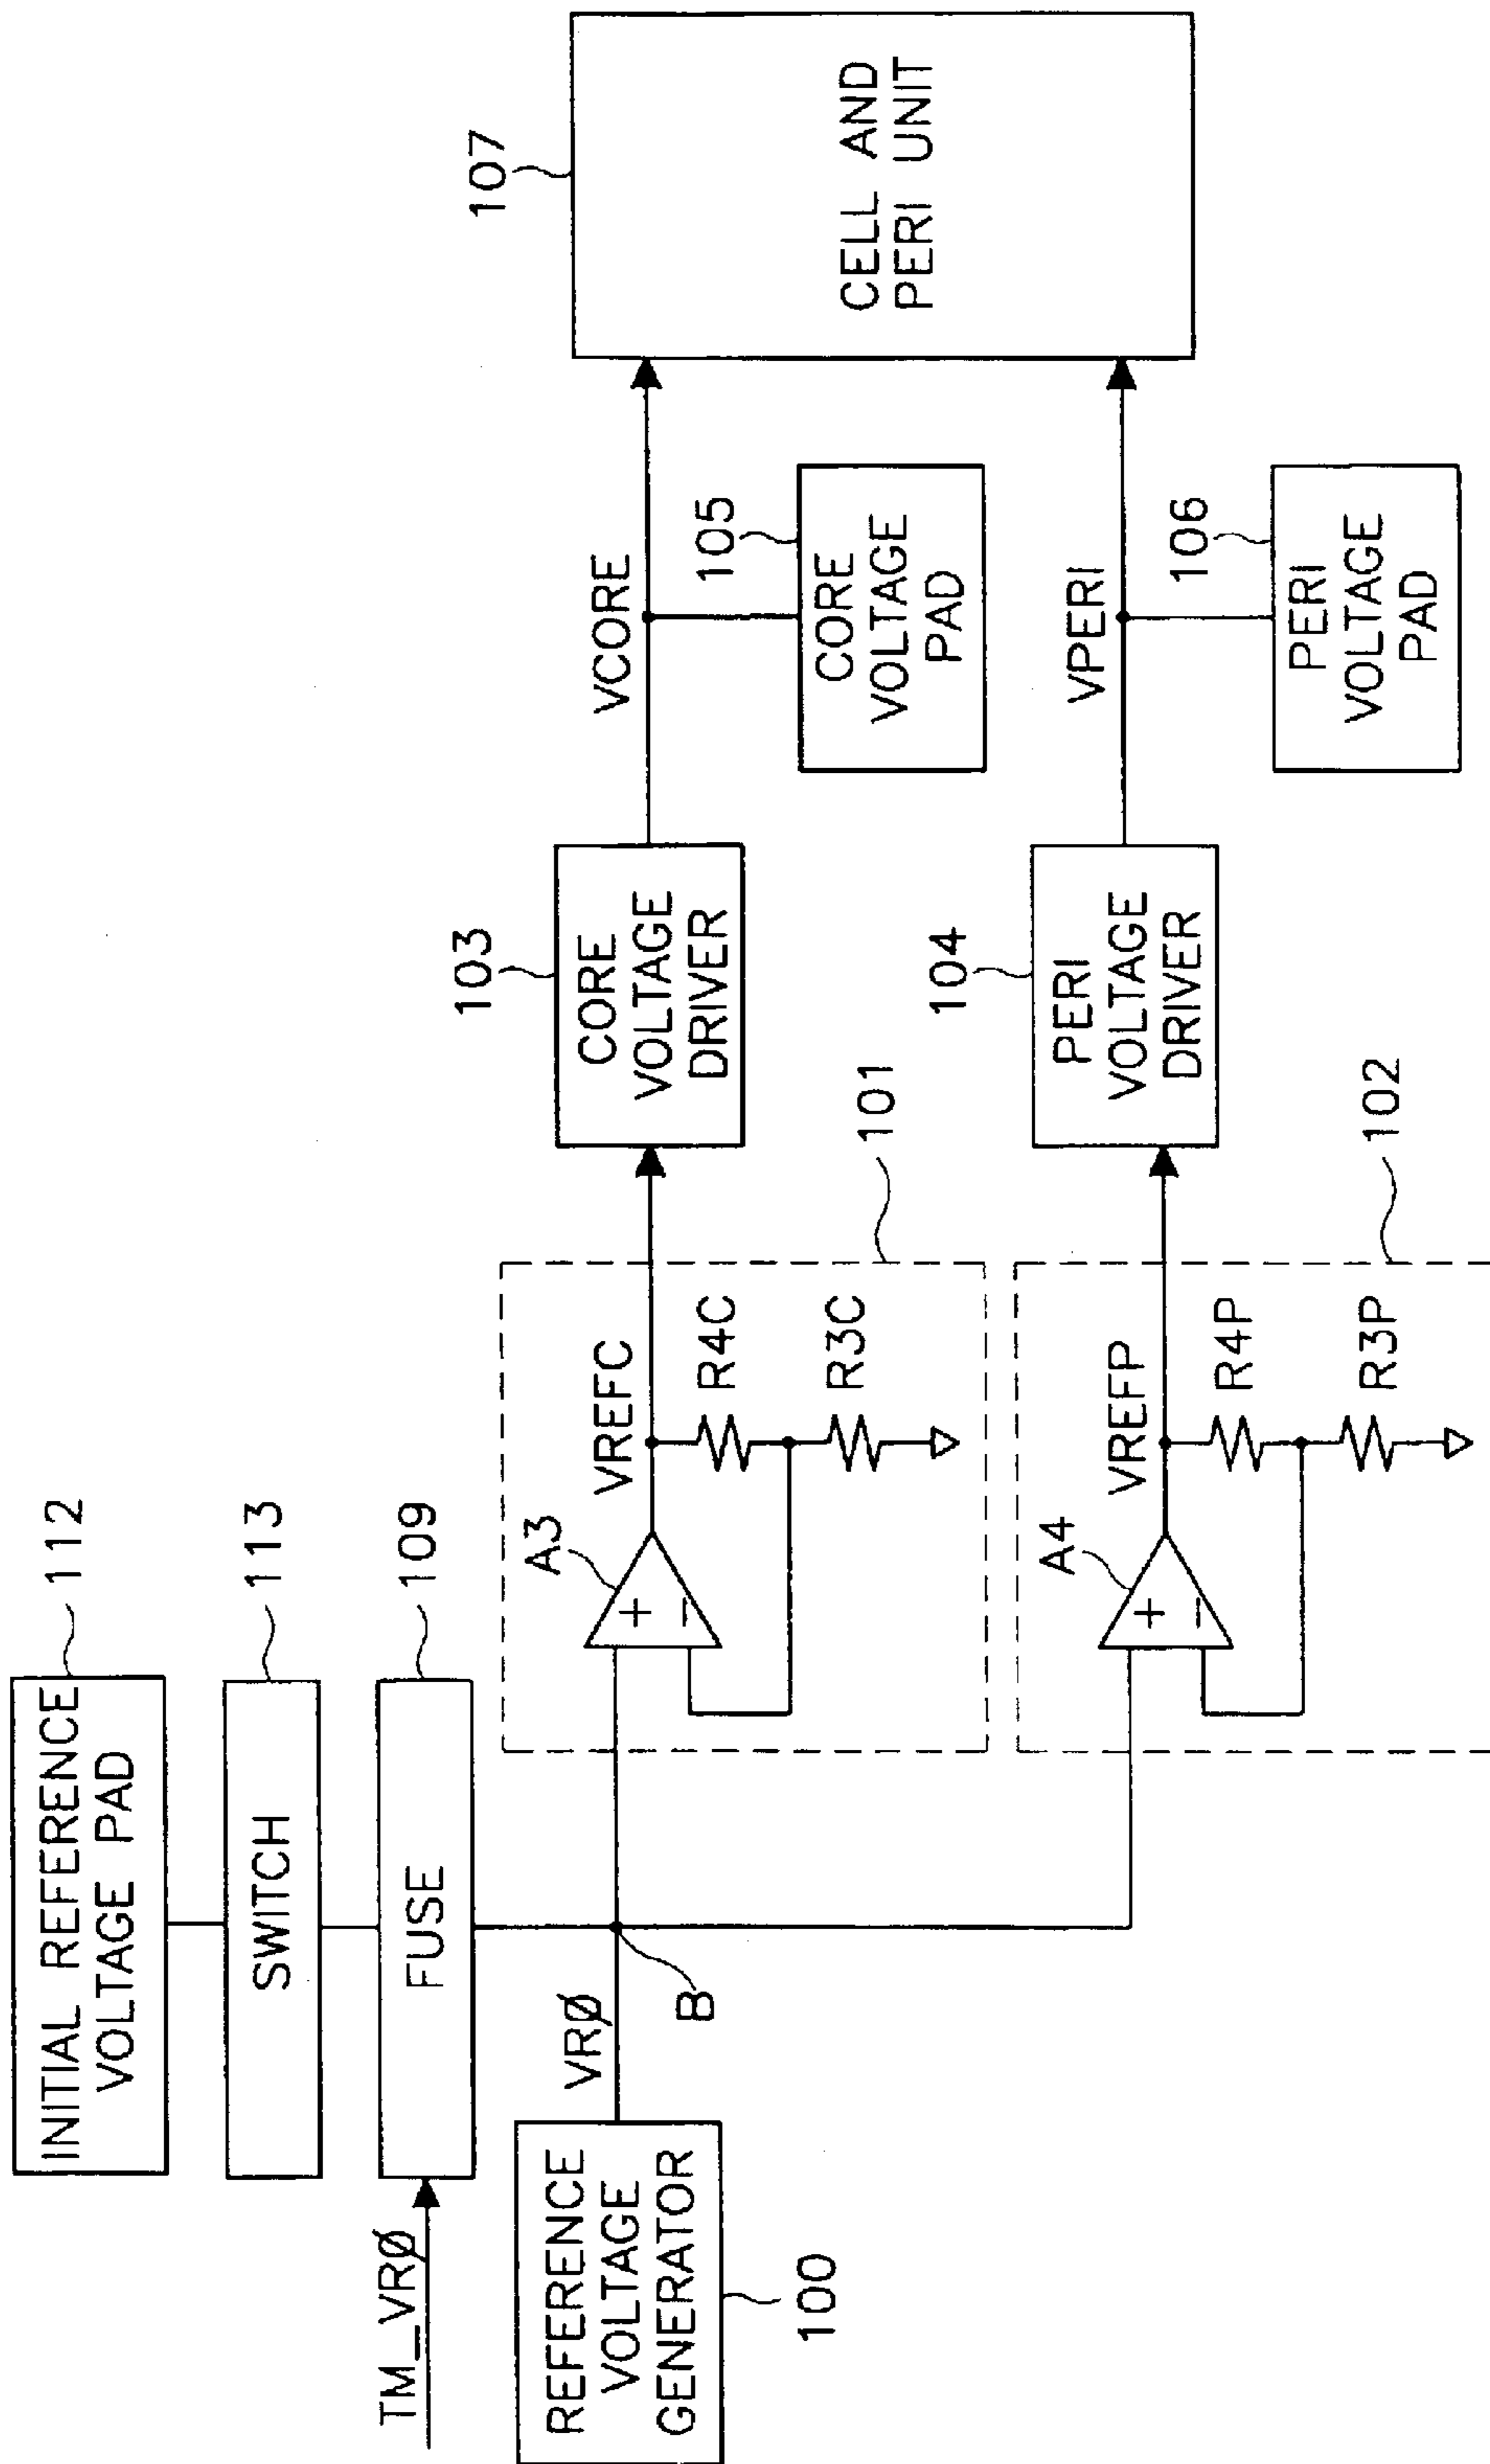 INITIAL REFERENCE
VOLTAGE PAD
112
SWITCH
113
TM_VRØ
FUSE
109
REFERENCE
VOLTAGE
GENERATOR
100
VRØ
B
A3
+
−
VREFC
R4C
R3C
101
CORE
VOLTAGE
DRIVER
103
VCORE
CORE
VOLTAGE
PAD
105
CELL AND
PERI UNIT
107
A4
+
−
VREFP
R4P
R3P
102
PERI
VOLTAGE
DRIVER
104
VPERI
PERI
VOLTAGE
PAD
106